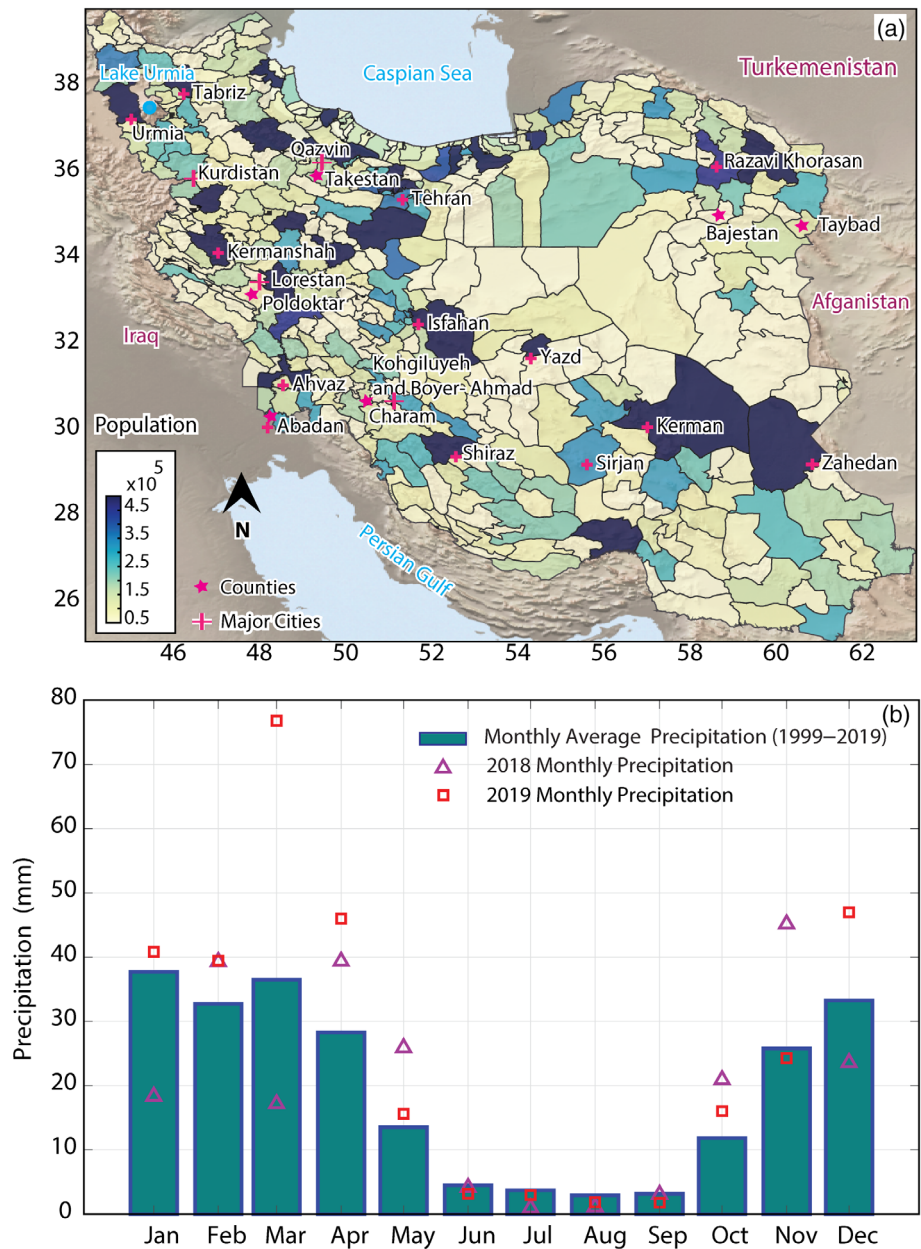 (a)
38
36
34
32
30
28
26
Lake Urmia
Caspian Sea
Turkemenistan
Tabriz
Urmia
Qazvin
Kurdistan
Takestan
Razavi Khorasan
Tehran
Bajestan
Taybad
Kermanshah
Lorestan
Poldoktar
Afganistan
Isfahan
Iraq
Yazd
Kohgiluyeh
and Boyer- Ahmad
Ahvaz
Charam
Abadan
Kerman
Shiraz
Sirjan
Zahedan
Population
5
x10
4.5
3.5
2.5
1.5
0.5
N
Persian Gulf
Counties
Major Cities
46 48 50 52 54 56 58 60 62
(b)
Precipitation (mm)
80
70
60
50
40
30
20
10
0
Monthly Average Precipitation (1999–2019)
2018 Monthly Precipitation
2019 Monthly Precipitation
Jan Feb Mar Apr May Jun Jul Aug Sep Oct Nov Dec